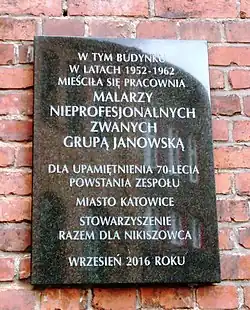 W TYM BUDYNKU
W LATACH 1952-1962
MIEŚCIŁA SIĘ PRACOWNIA
MALARZY
NIEPROFESJONALNYCH
ZWANYCH
GRUPĄ JANOWSKĄ
DLA UPAMIĘTNIENIA 70-LECIA
POWSTANIA ZESPOŁU
MIASTO KATOWICE
STOWARZYSZENIE
RAZEM DLA NIKISZOWCA
WRZESIEŃ 2016 ROKU